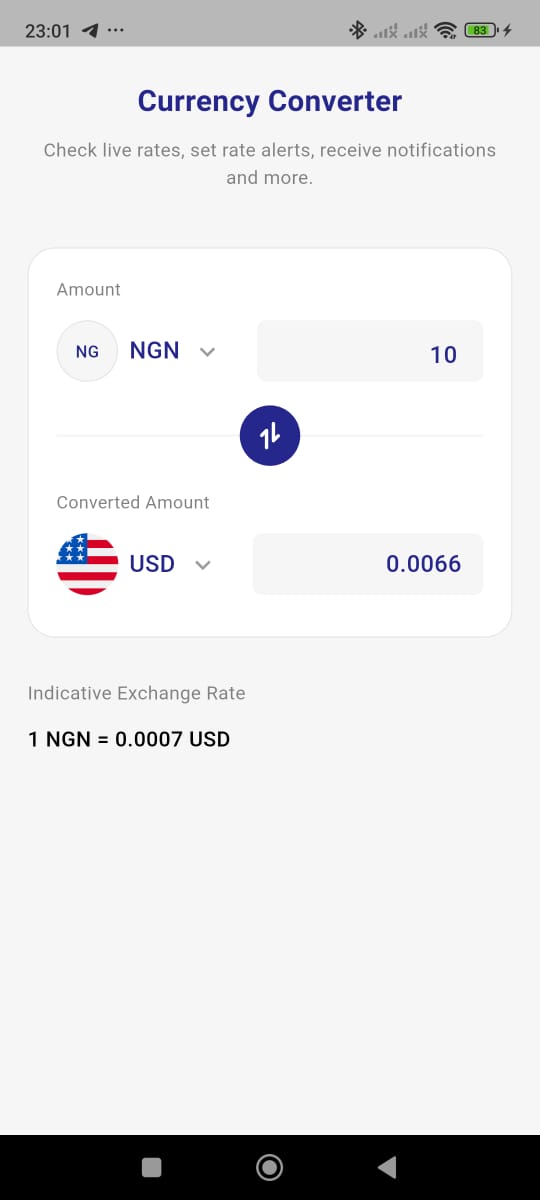 23:01
83
Currency Converter
Check live rates, set rate alerts, receive notifications
and more.
Amount
NG NGN 10
Converted Amount
USD 0.0066
Indicative Exchange Rate
1 NGN = 0.0007 USD